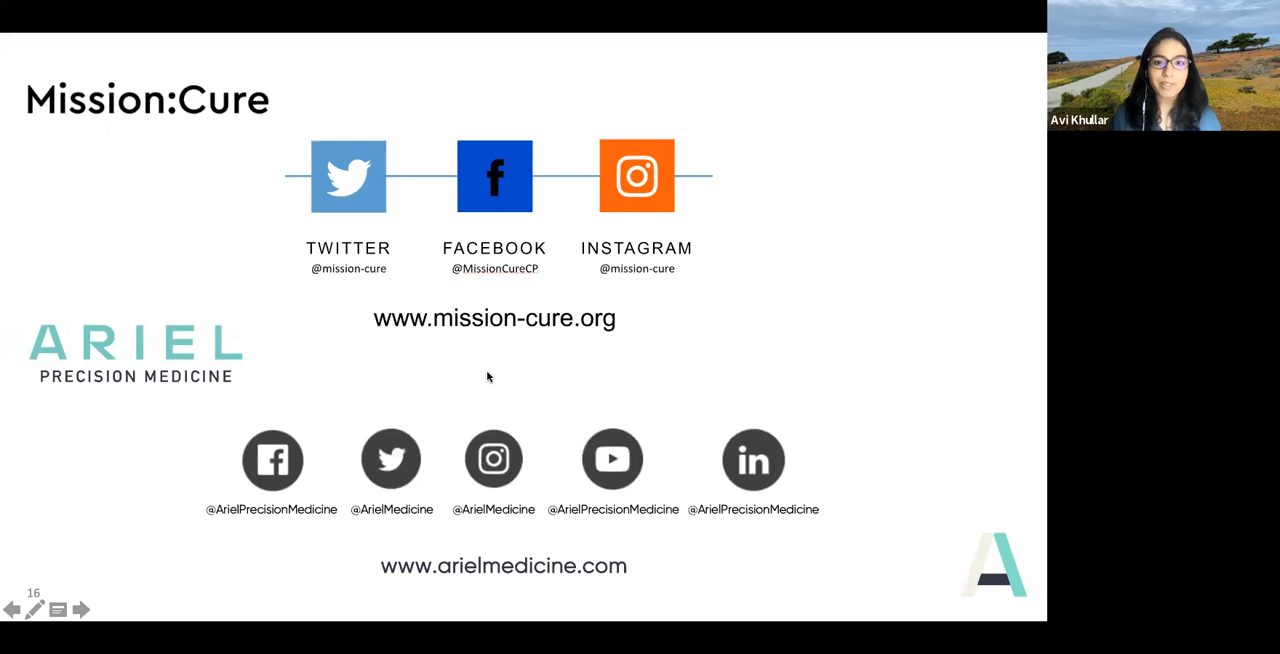 Mission:Cure
Avi Khullar
TWITTER FACEBOOK INSTAGRAM
@mission-cure @MissionCureCP @mission-cure
www.mission-cure.org
ARIEL
PRECISION MEDICINE
@ArielPrecisionMedicine @ArielMedicine @ArielMedicine @ArielPrecisionMedicine @ArielPrecisionMedicine
www.arielmedicine.com
16